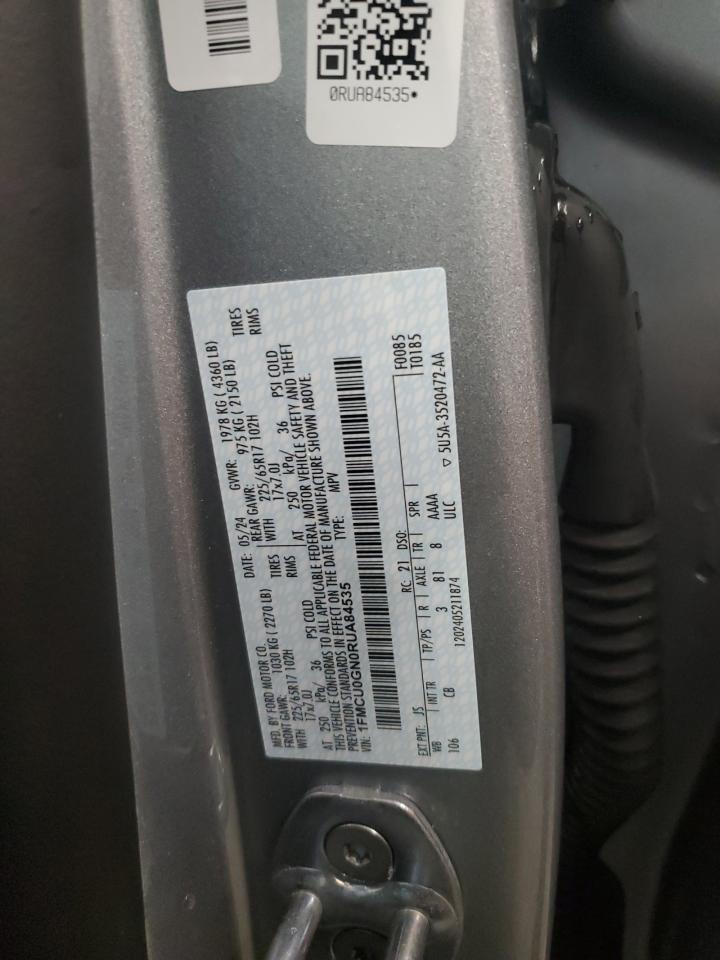 0RUA84535*
MFD. BY FORD MOTOR CO.
DATE: 05/24 GVWR: 1978 KG ( 4360 LB)
FRONT GAWR: 1030 KG ( 2270 LB) REAR GAWR: 975 KG ( 2150 LB)
WITH 225/65R17 102H TIRES WITH 225/65R17 102H TIRES
17x7.0J RIMS 17x7.0J RIMS
AT 250 kPa/ 36 PSI COLD AT 250 kPa/ 36 PSI COLD
THIS VEHICLE CONFORMS TO ALL APPLICABLE FEDERAL MOTOR VEHICLE SAFETY AND THEFT
PREVENTION STANDARDS IN EFFECT ON THE DATE OF MANUFACTURE SHOWN ABOVE.
VIN: 1FMCU0GN0RUA84535 TYPE: MPV
F0085
T0185
EXT PNT: JS RC: 21 DSO:
WB INT TR TP/PS R AXLE TR SPR
106 CB 3 81 8 AAAA
1202405211874 ULC ▽ 5U5A-3520472-AA